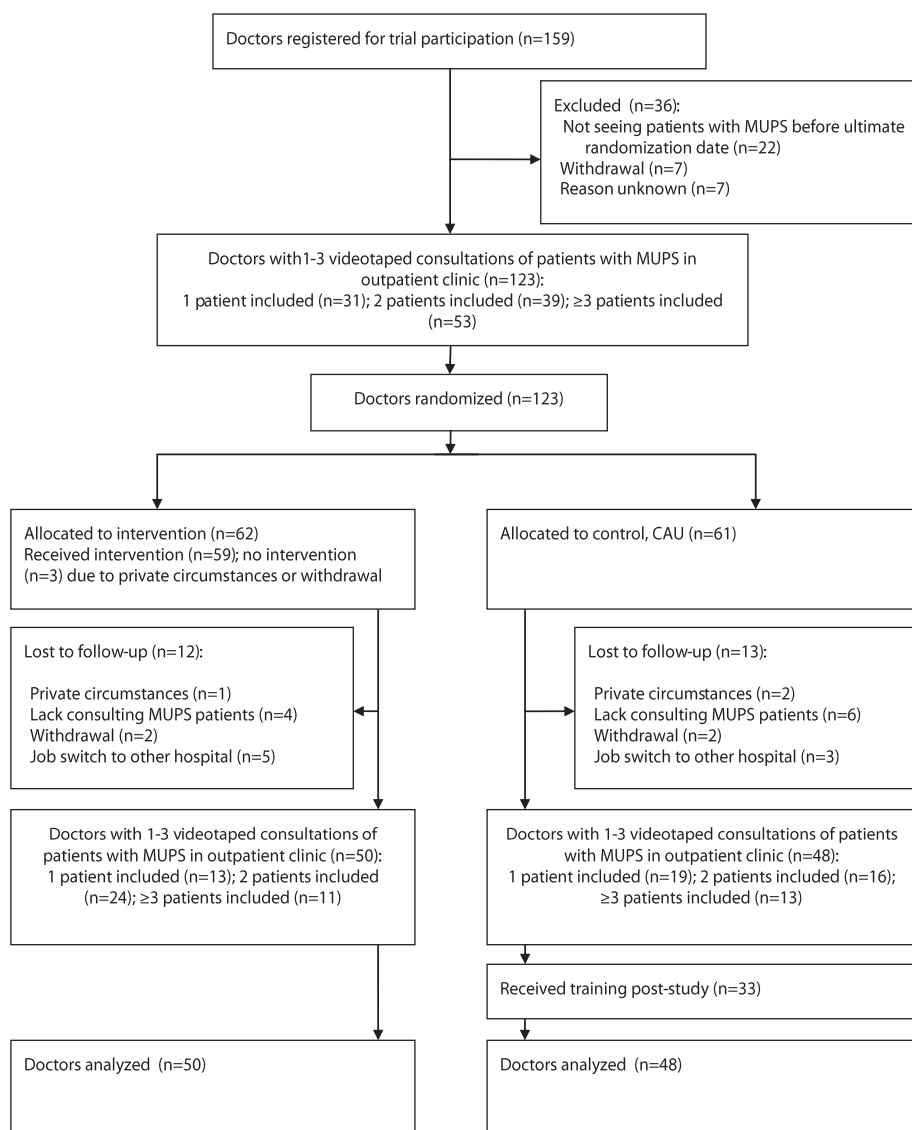 Doctors registered for trial participation (n=159)
Excluded (n=36):
Not seeing patients with MUPS before ultimate
randomization date (n=22)
Withdrawal (n=7)
Reason unknown (n=7)
Doctors with1-3 videotaped consultations of patients with MUPS in
outpatient clinic (n=123):
1 patient included (n=31); 2 patients included (n=39); ≥3 patients included
(n=53)
Doctors randomized (n=123)
Allocated to intervention (n=62)
Received intervention (n=59); no intervention
(n=3) due to private circumstances or withdrawal
Allocated to control, CAU (n=61)
Lost to follow-up (n=12):
Private circumstances (n=1)
Lack consulting MUPS patients (n=4)
Withdrawal (n=2)
Job switch to other hospital (n=5)
Lost to follow-up (n=13):
Private circumstances (n=2)
Lack consulting MUPS patients (n=6)
Withdrawal (n=2)
Job switch to other hospital (n=3)
Doctors with 1-3 videotaped consultations of
patients with MUPS in outpatient clinic (n=50):
1 patient included (n=13); 2 patients included
(n=24); ≥3 patients included (n=11)
Doctors with 1-3 videotaped consultations of patients
with MUPS in outpatient clinic (n=48):
1 patient included (n=19); 2 patients included (n=16);
≥3 patients included (n=13)
Received training post-study (n=33)
Doctors analyzed (n=50)
Doctors analyzed (n=48)